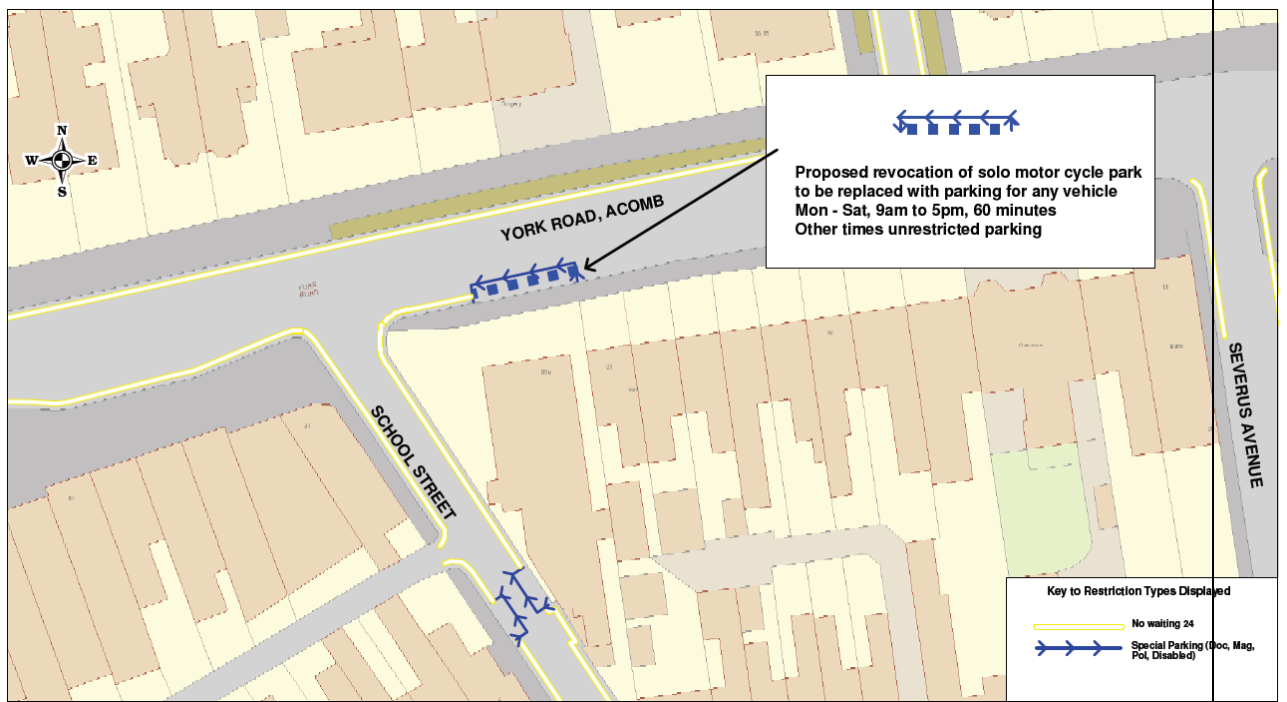 N
W E
S
Proposed revocation of solo motor cycle park
to be replaced with parking for any vehicle
Mon - Sat, 9am to 5pm, 60 minutes
Other times unrestricted parking
YORK ROAD, ACOMB
SCHOOL STREET
SEVERUS AVENUE
Key to Restriction Types Displayed
No waiting 24
Special Parking (Doc, Mag,
Pol, Disabled)